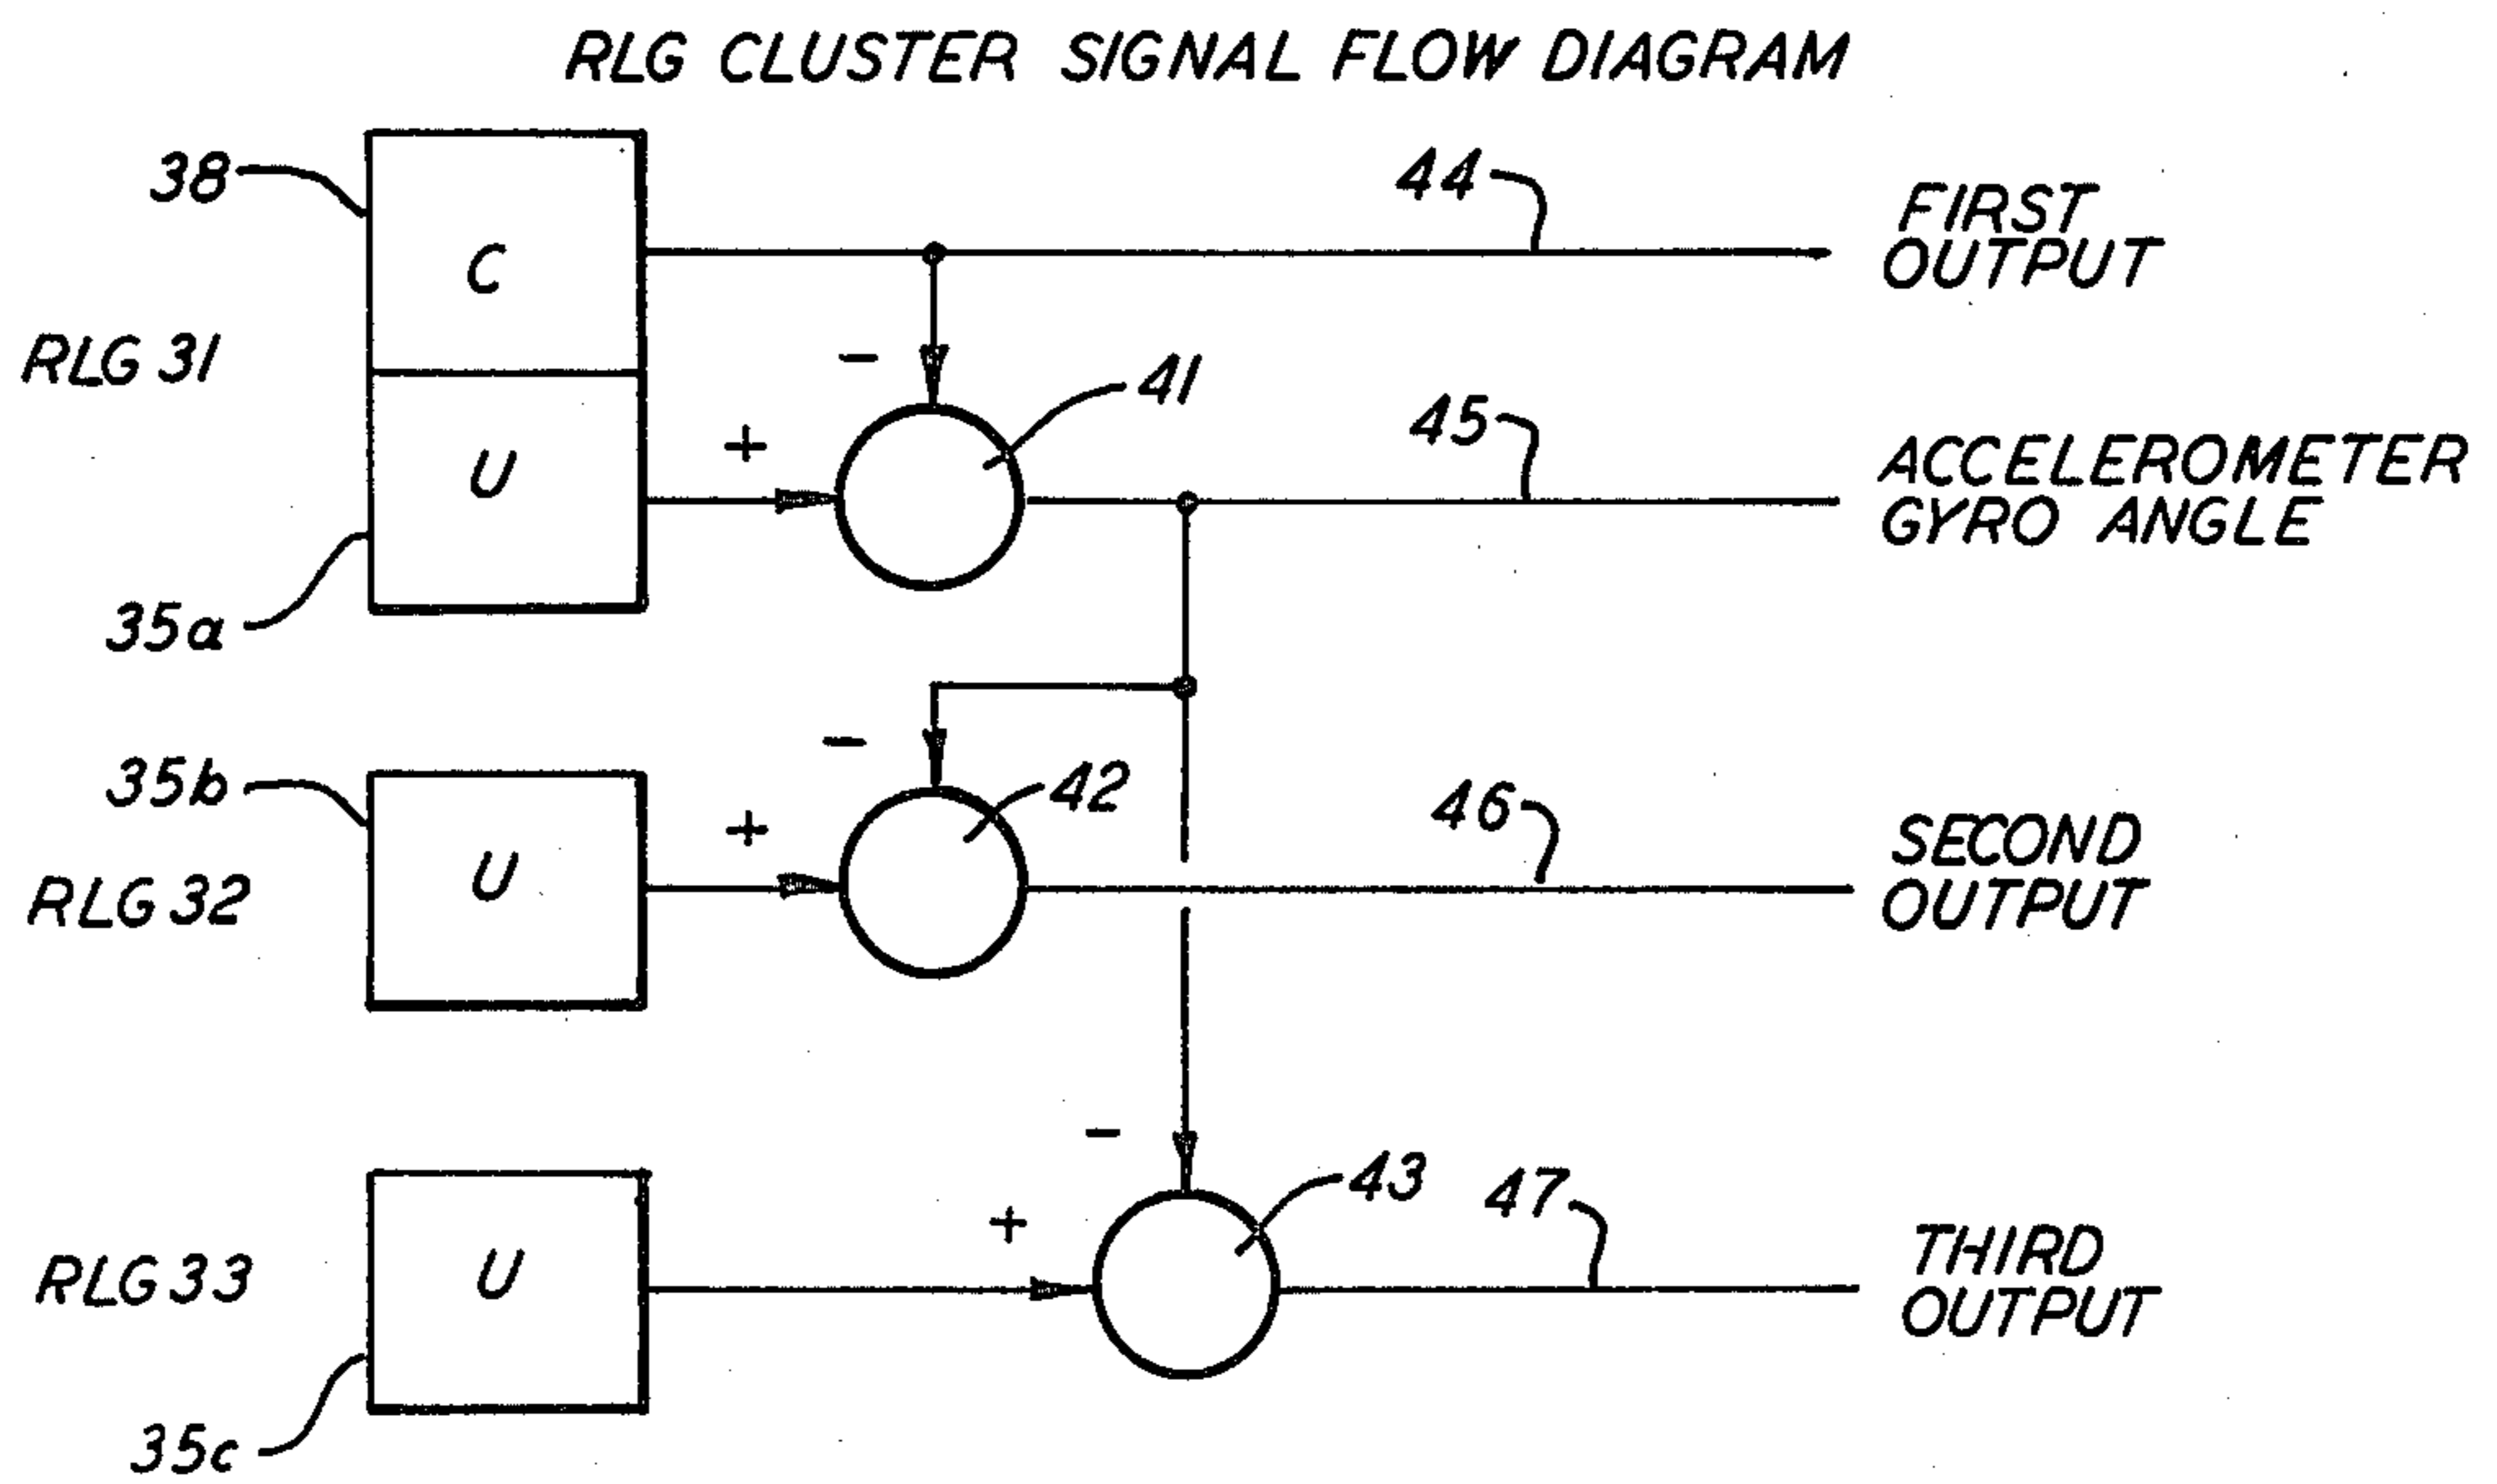 RLG CLUSTER SIGNAL FLOW DIAGRAM
38
44
FIRST
OUTPUT
C
RLG 31
-
41
45
+
U
ACCELEROMETER
GYRO ANGLE
35a
-
35b
42
46
+
U
SECOND
OUTPUT
RLG 32
-
43
47
+
RLG 33
U
THIRD
OUTPUT
35c